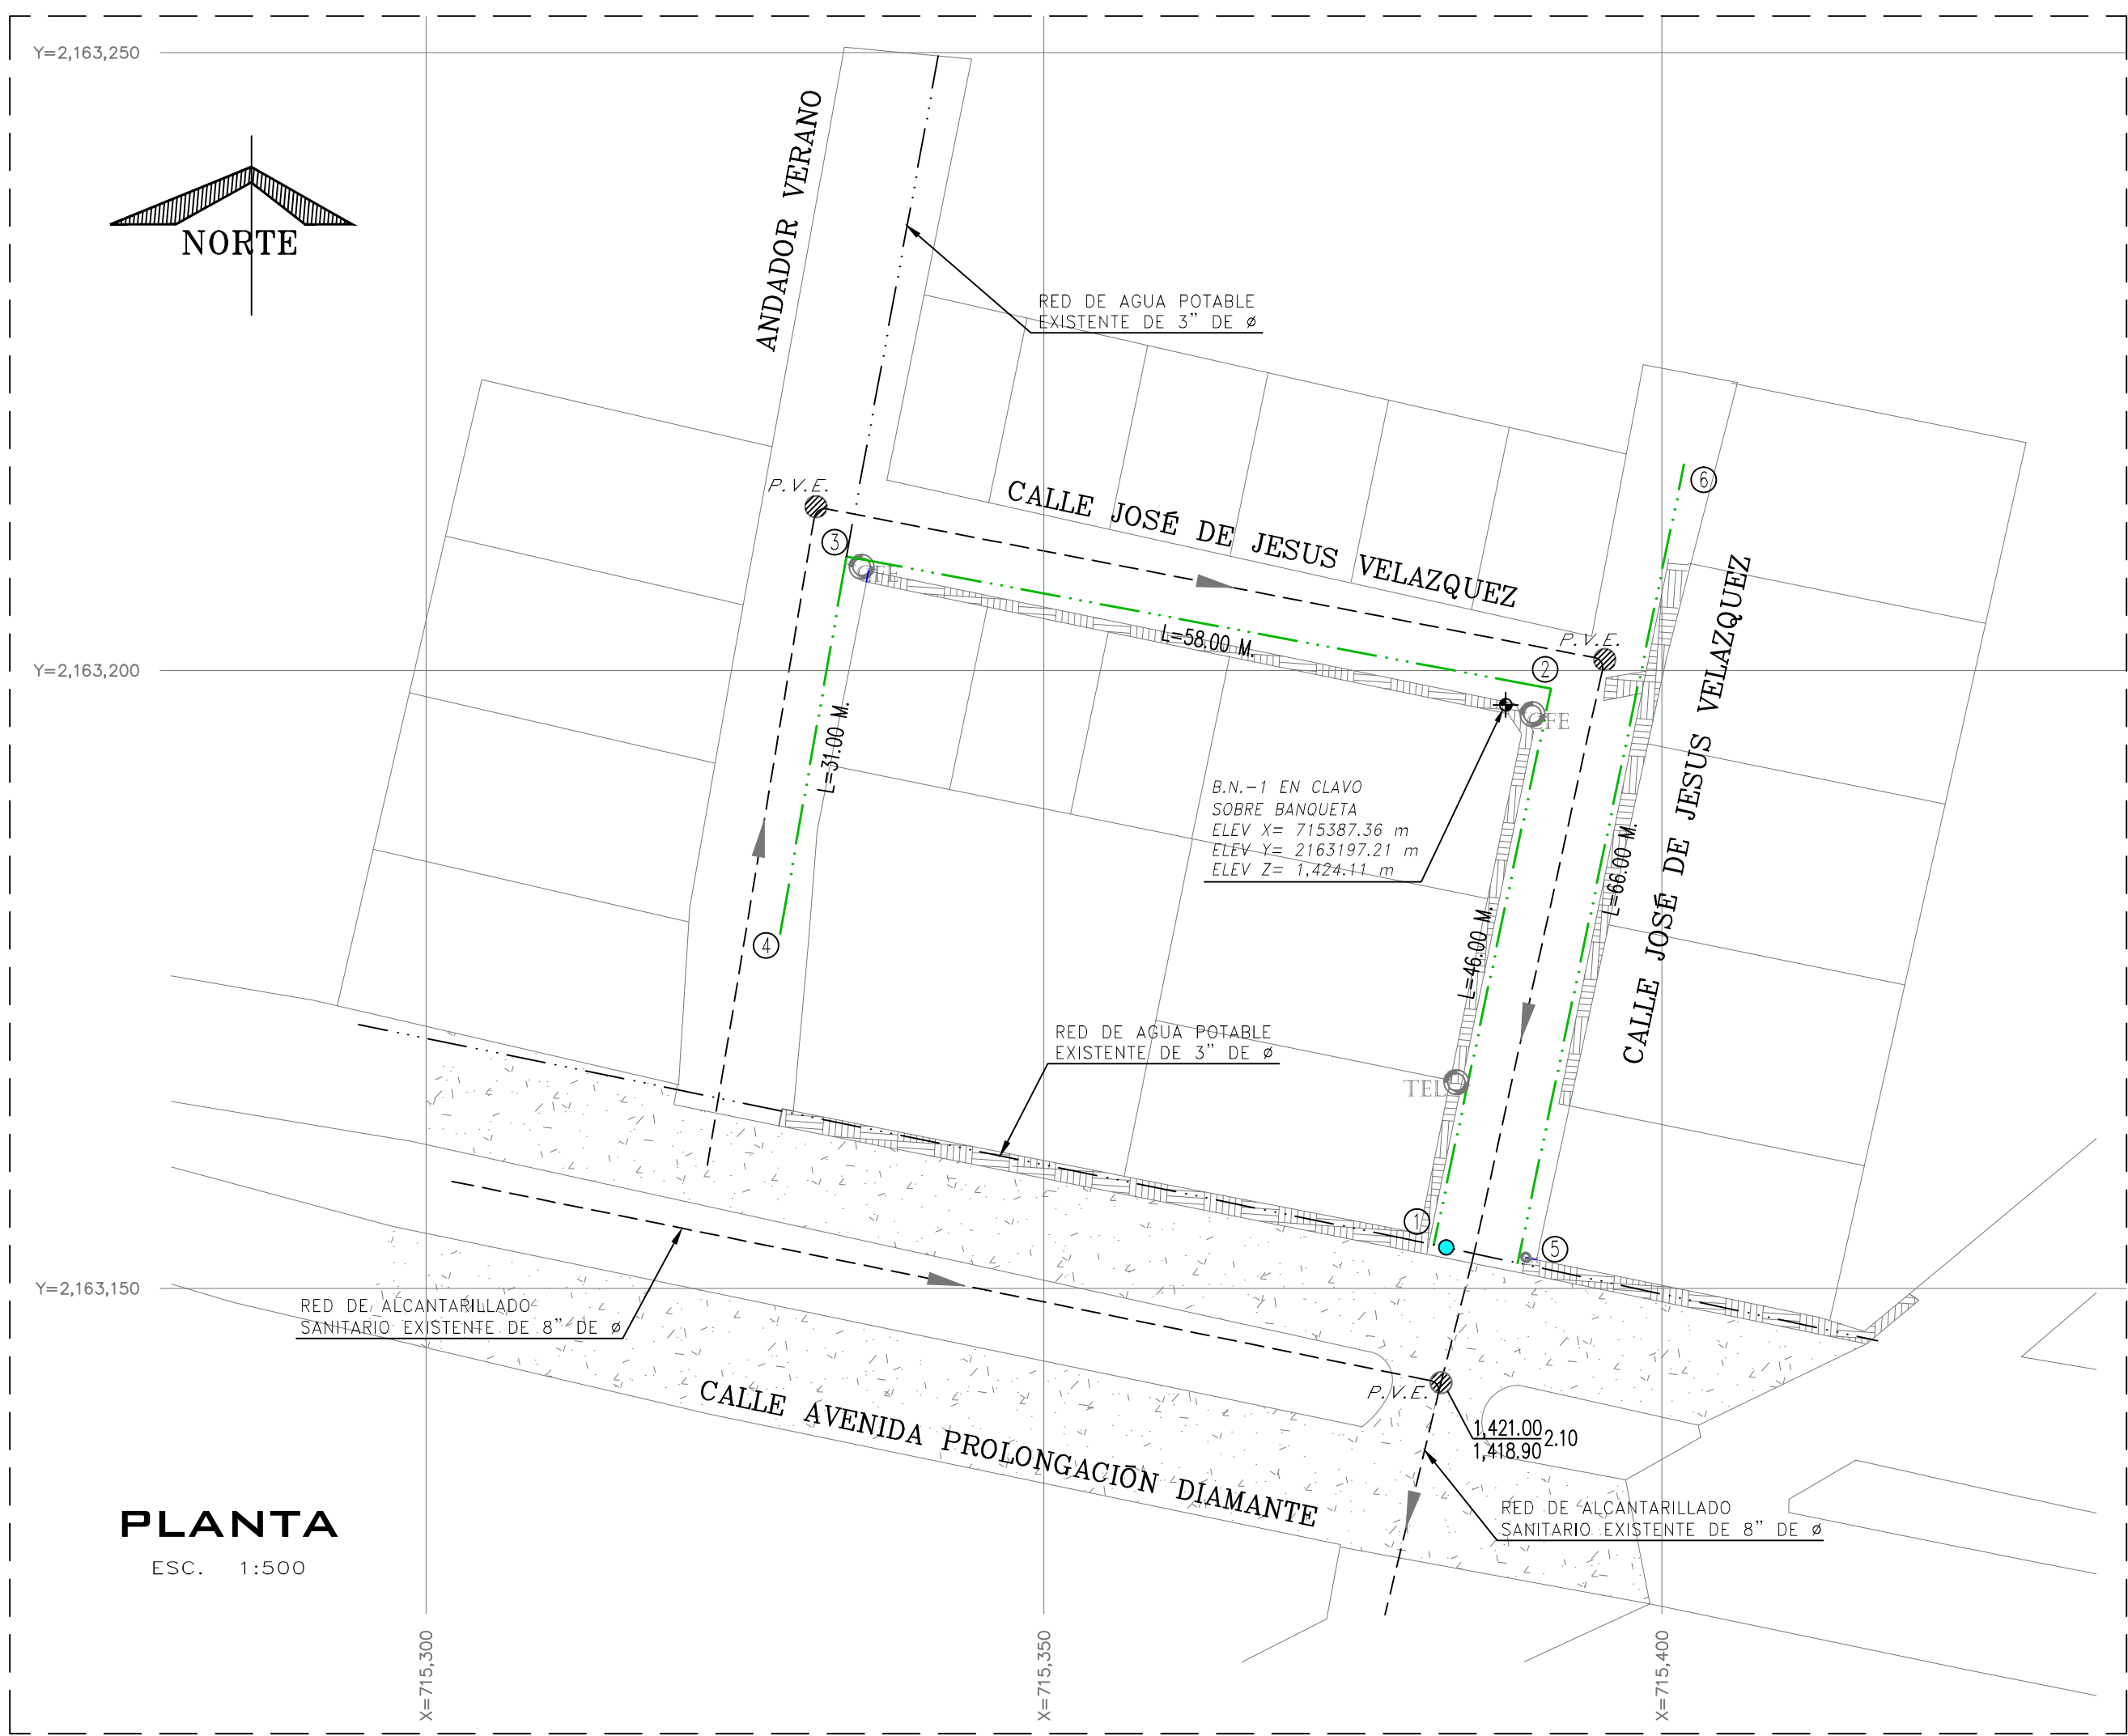 Y=2,163,250
NORTE
ANDADOR VERANO
RED DE AGUA POTABLE
EXISTENTE DE 3" DE ø
P.V.E.
CALLE JOSÉ DE JESUS VELAZQUEZ
6
3
CFE
L=58.00 M.
P.V.E.
2
Y=2,163,200
CFE
L=31.00 M.
B.N.-1 EN CLAVO
SOBRE BANQUETA
ELEV X= 715387.36 m
ELEV Y= 2163197.21 m
ELEV Z= 1,424.11 m
CALLE JOSÉ DE JESUS VELAZQUEZ
L=66.00 M.
L=46.00 M.
4
RED DE AGUA POTABLE
EXISTENTE DE 3" DE ø
TEL
1
5
Y=2,163,150
RED DE ALCANTARILLADO
SANITARIO EXISTENTE DE 8" DE ø
P.V.E.
CALLE AVENIDA PROLONGACIÓN DIAMANTE
1,421.00
1,418.90
2.10
RED DE ALCANTARILLADO
SANITARIO EXISTENTE DE 8" DE ø
PLANTA
ESC. 1:500
X=715,300
X=715,350
X=715,400